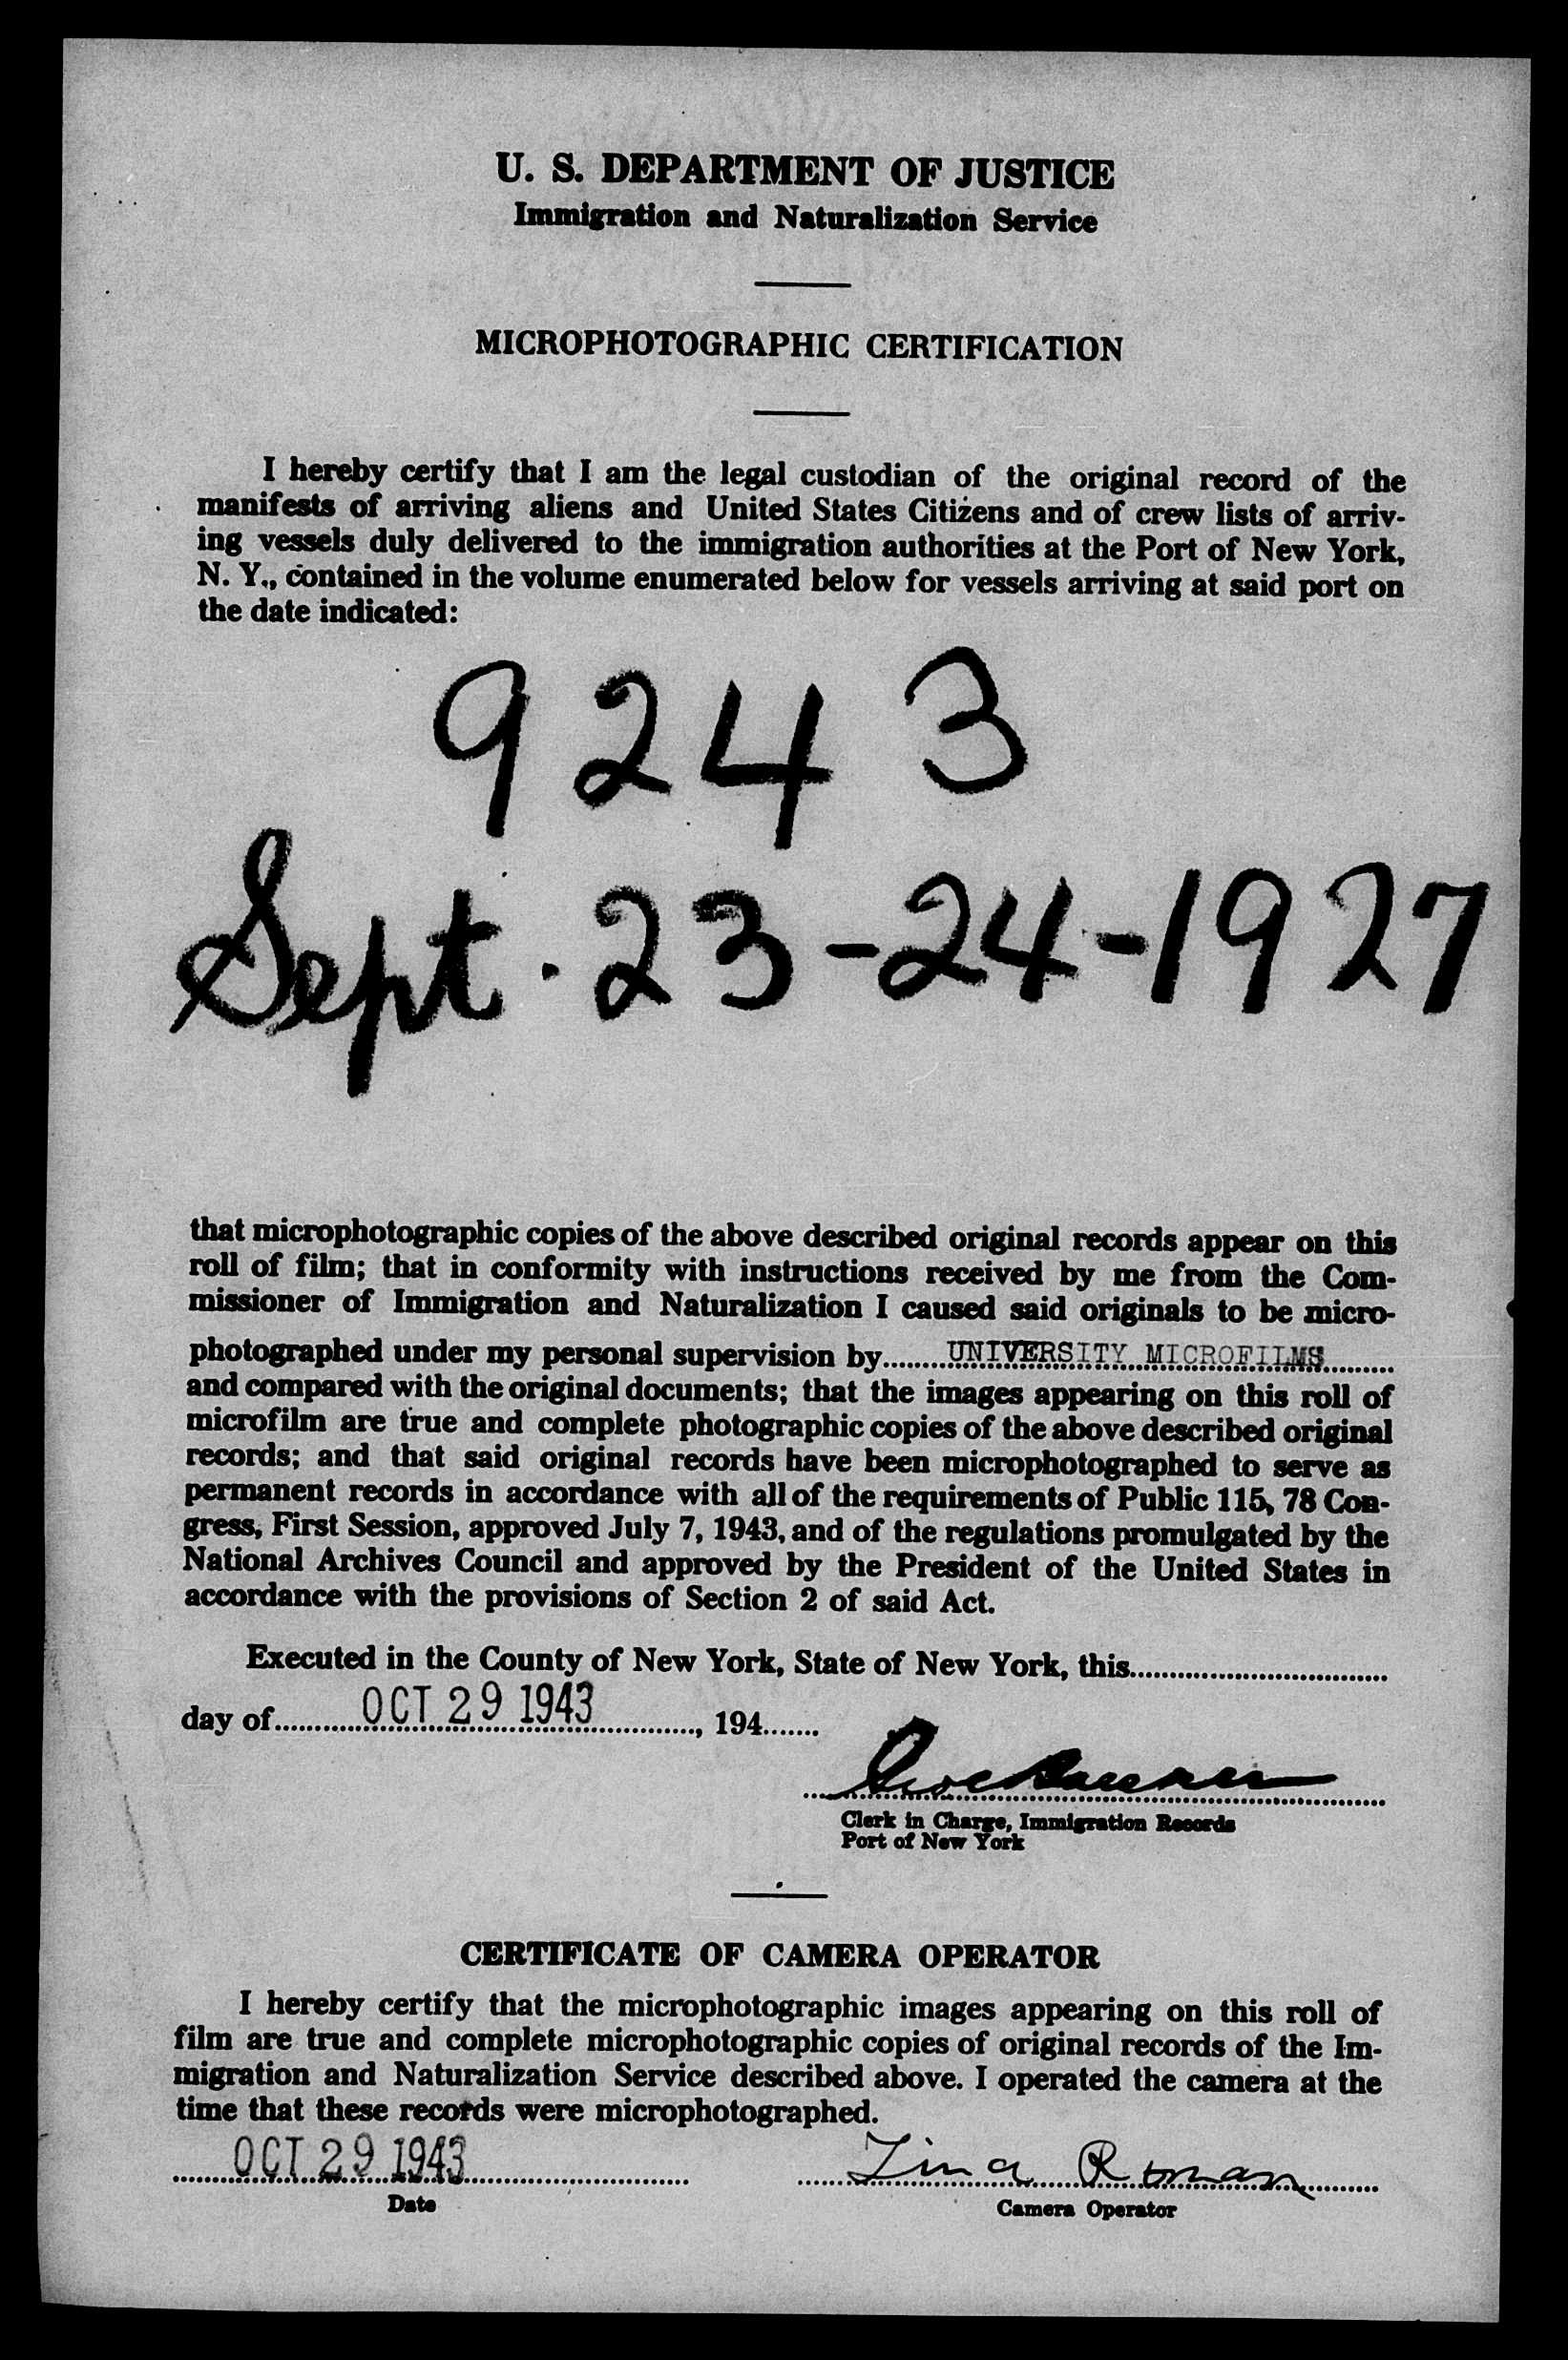 U. S. DEPARTMENT OF JUSTICE
Immigration and Naturalization Service
MICROPHOTOGRAPHIC CERTIFICATION
I hereby certify that I am the legal custodian of the original record of the
manifests of arriving aliens and United States Citizens and of crew lists of arriv-
ing vessels duly delivered to the immigration authorities at the Port of New York,
N. Y., contained in the volume enumerated below for vessels arriving at said port on
the date indicated:
9243
Sept. 23-24-1927
that microphotographic copies of the above described original records appear on this
roll of film; that in conformity with instructions received by me from the Com-
missioner of Immigration and Naturalization I caused said originals to be micro-
photographed under my personal supervision by UNIVERSITY MICROFILMS
and compared with the original documents; that the images appearing on this roll of
microfilm are true and complete photographic copies of the above described original
records; and that said original records have been microphotographed to serve as
permanent records in accordance with all of the requirements of Public 115, 78 Con-
gress, First Session, approved July 7, 1943, and of the regulations promulgated by the
National Archives Council and approved by the President of the United States in
accordance with the provisions of Section 2 of said Act.
Executed in the County of New York, State of New York, this
day of OCT 29 1943, 194
Clerk in Charge, Immigration Records
Port of New York
CERTIFICATE OF CAMERA OPERATOR
I hereby certify that the microphotographic images appearing on this roll of
film are true and complete microphotographic copies of original records of the Im-
migration and Naturalization Service described above. I operated the camera at the
time that these records were microphotographed.
OCT 29 1943 Tina Roman
Date Camera Operator